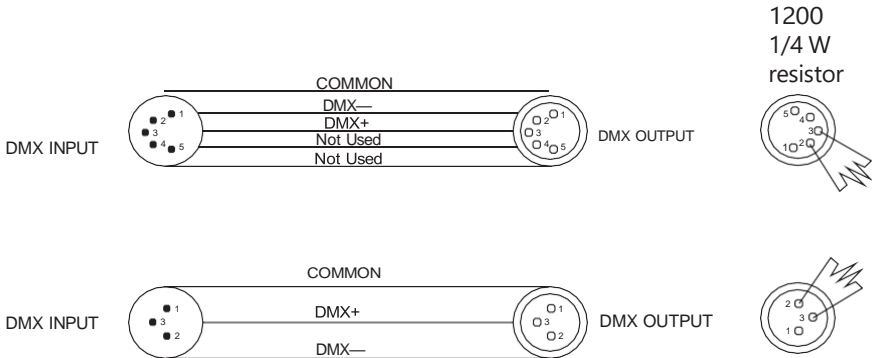 1200
1/4 W
resistor
COMMON
DMX—
DMX+
Not Used
Not Used
DMX INPUT
1
2
3
4
5
1
2
3
4
5
DMX OUTPUT
5
4
3
2
1
COMMON
DMX+
DMX—
DMX INPUT
1
3
2
1
3
2
DMX OUTPUT
2
3
1